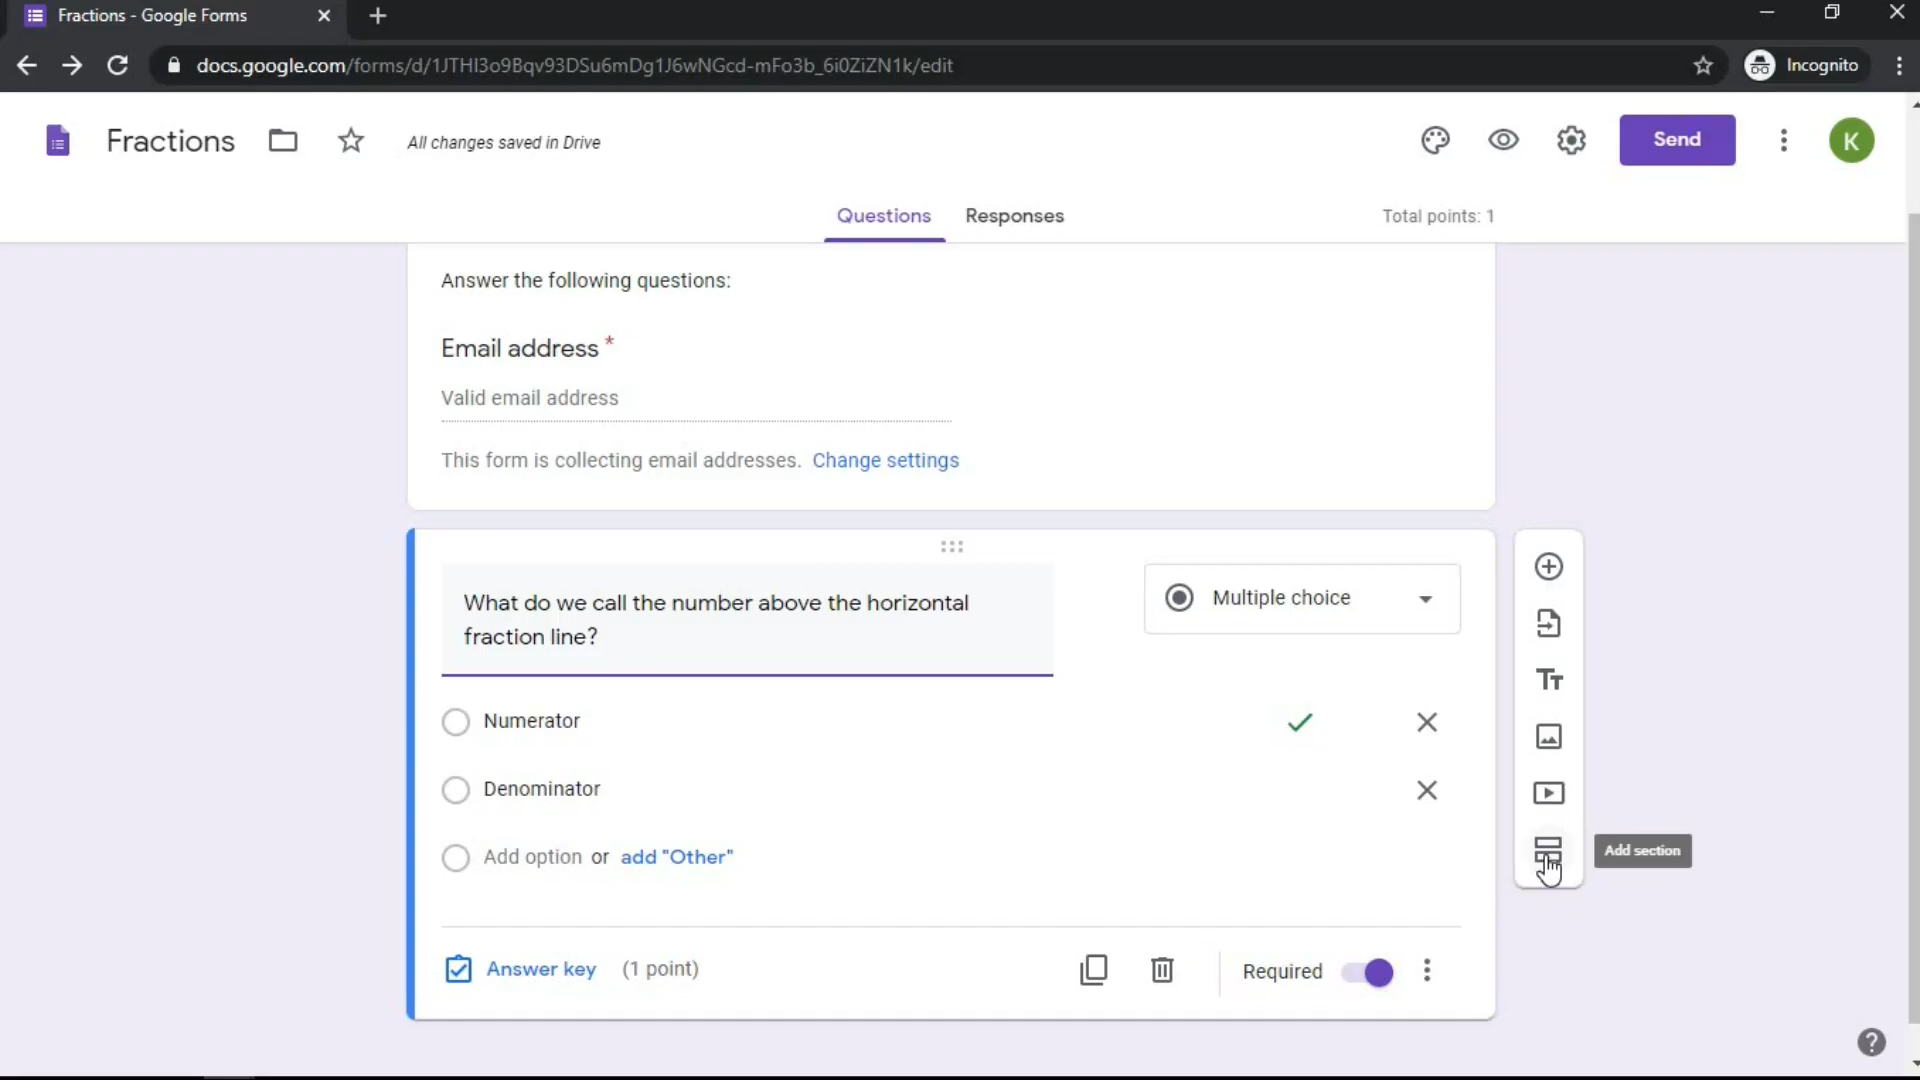 Fractions - Google Forms
docs.google.com/forms/d/1JTHI3o9Bqv93DSu6mDg1J6wNGcd-mFo3b_6i0ZiZN1k/edit
Incognito
Fractions
All changes saved in Drive
Send
K
Questions
Responses
Total points: 1
Answer the following questions:
Email address *
Valid email address
This form is collecting email addresses. Change settings
What do we call the number above the horizontal
fraction line?
Multiple choice
Tt
Numerator
Denominator
Add option or add "Other"
Add section
Answer key (1 point)
Required
?